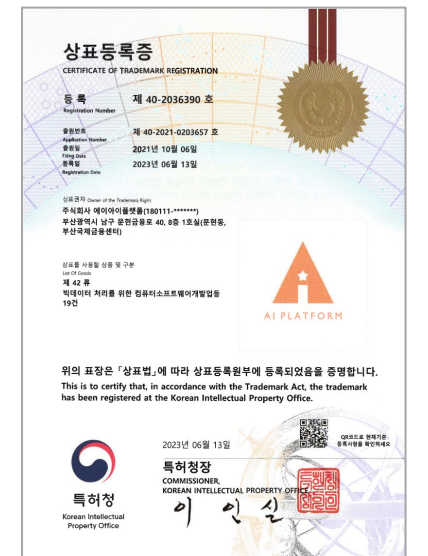 상표등록증
CERTIFICATE OF TRADEMARK REGISTRATION
등 록 제 40-2036390 호
Registration Number
출원번호 제 40-2021-0203657 호
Application Number
출원일 2021년 10월 06일
Filing Date
등록일 2023년 06월 13일
Registration Date
상표권자 Owner of the Trademark Right
주식회사 에이아이플랫폼(180111-*******)
부산광역시 남구 문현금융로 40, 8층 1호실(문현동,
부산국제금융센터)
상표를 사용할 상품 및 구분
List Of Goods
제 42 류
빅데이터 처리를 위한 컴퓨터소프트웨어개발업등
19건
AI PLATFORM
위의 표장은 「상표법」에 따라 상표등록원부에 등록되었음을 증명합니다.
This is to certify that, in accordance with the Trademark Act, the trademark
has been registered at the Korean Intellectual Property Office.
2023년 06월 13일
QR코드로 현재기준
등록사항을 확인하세요
특허청
Korean Intellectual
Property Office
특허청장
COMMISSIONER,
KOREAN INTELLECTUAL PROPERTY OFFICE
이 인 실